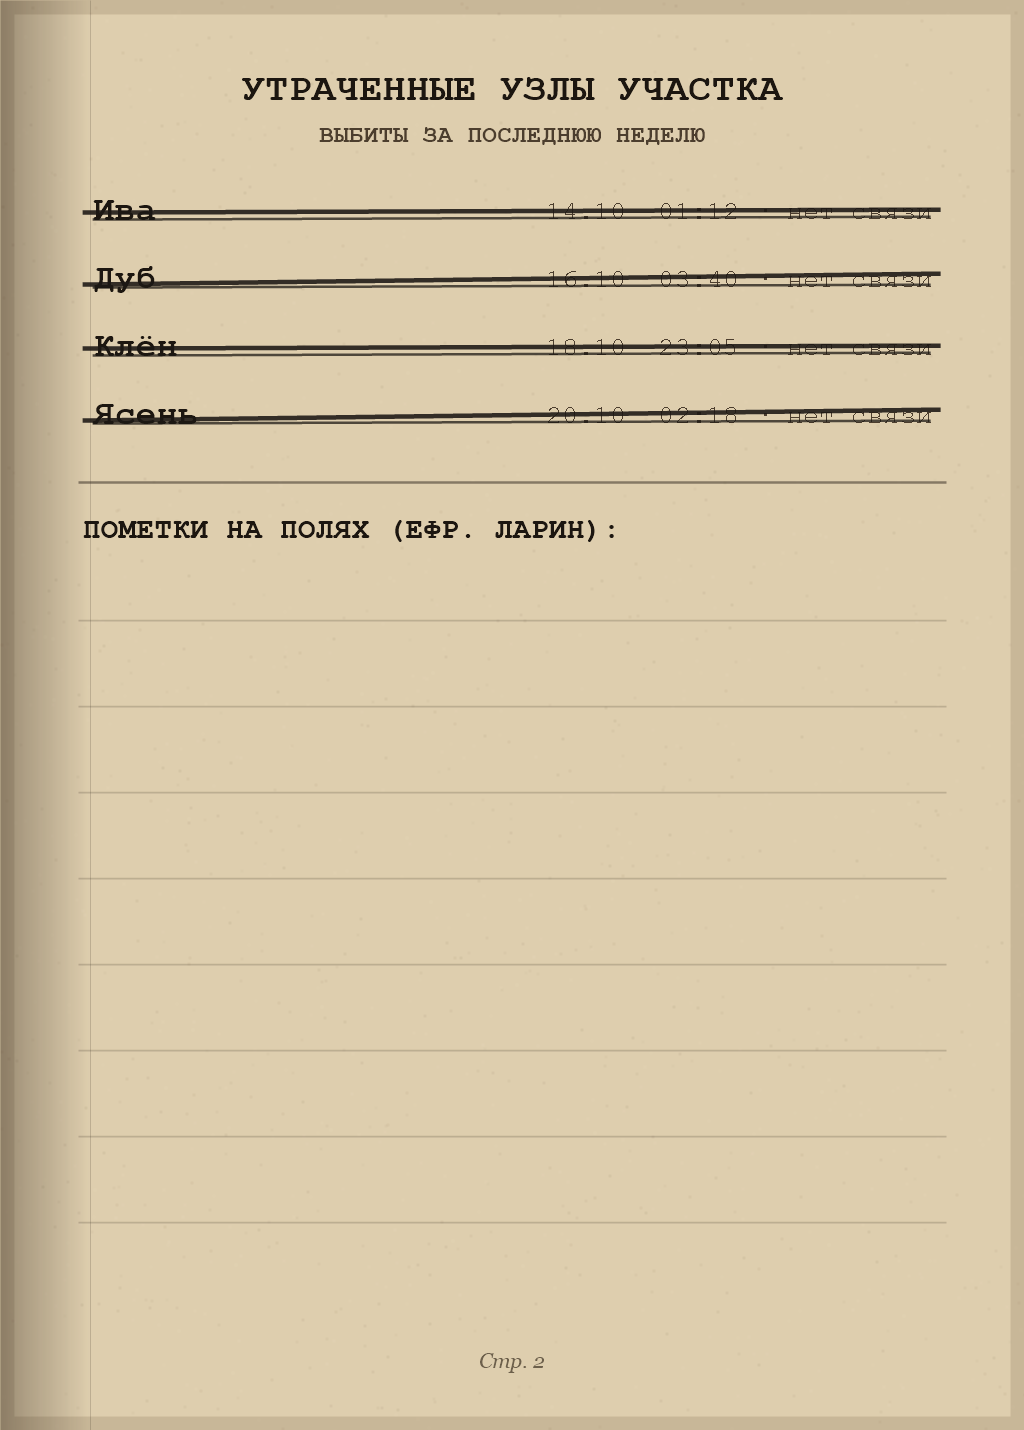 УТРАЧЕННЫЕ УЗЛЫ УЧАСТКА
ВЫБИТЫ ЗА ПОСЛЕДНЮЮ НЕДЕЛЮ
Ива 14.10 01:12 · нет связи
Дуб 16.10 03:40 · нет связи
Клён 18.10 23:05 · нет связи
Ясень 20.10 02:18 · нет связи
ПОМЕТКИ НА ПОЛЯХ (ЕФР. ЛАРИН):
Стр. 2